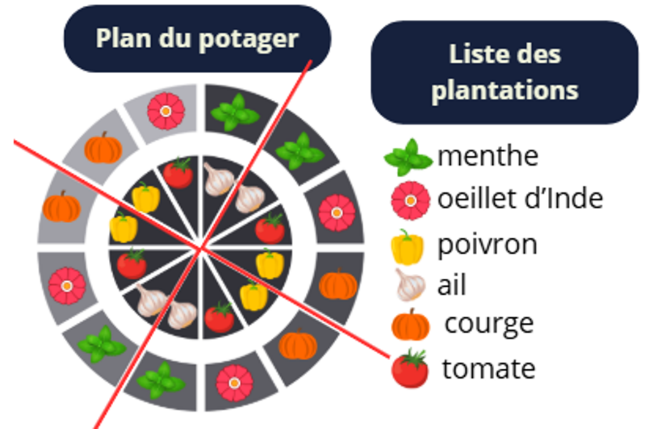 Plan du potager
Liste des
plantations
menthe
oeillet d'Inde
poivron
ail
courge
tomate